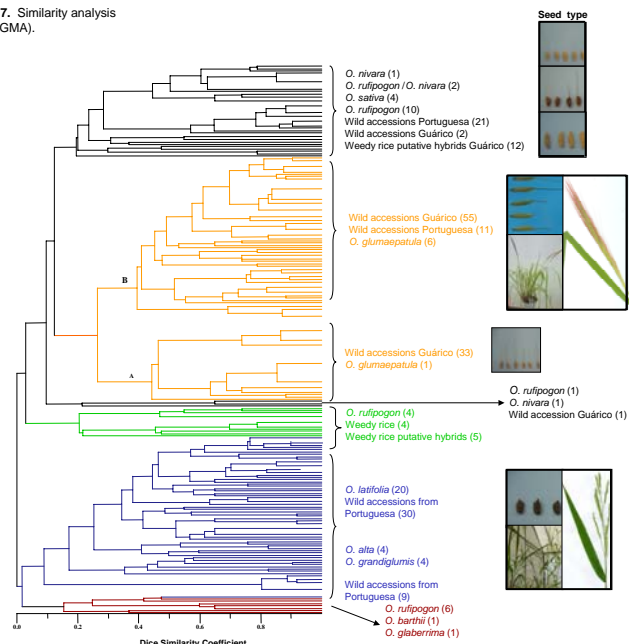 7. Similarity analysis
GMA).
Seed type
O. nivara (1)
O. rufipogon / O. nivara (2)
O. sativa (4)
O. rufipogon (10)
Wild accessions Portuguesa (21)
Wild accessions Guárico (2)
Weedy rice putative hybrids Guárico (12)
Wild accessions Guárico (55)
Wild accessions Portuguesa (11)
O. glumaepatula (6)
B
A
Wild accessions Guárico (33)
O. glumaepatula (1)
O. rufipogon (1)
O. nivara (1)
Wild accession Guárico (1)
O. rufipogon (4)
Weedy rice (4)
Weedy rice putative hybrids (5)
O. latifolia (20)
Wild accessions from
Portuguesa (30)
O. alta (4)
O. grandiglumis (4)
Wild accessions from
Portuguesa (9)
O. rufipogon (6)
O. barthii (1)
O. glaberrima (1)
0.0 0.2 0.4 0.6 0.8
Dice Similarity Coefficient